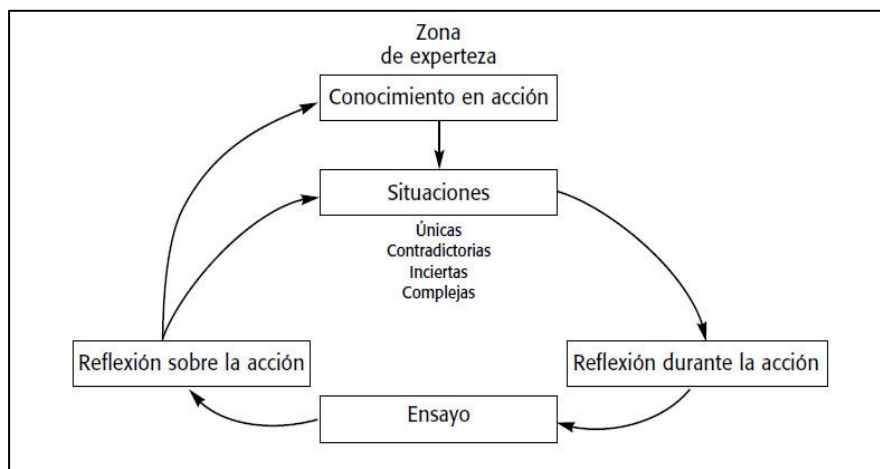 Zona
de experteza
Conocimiento en acción
Situaciones
Únicas
Contradictorias
Inciertas
Complejas
Reflexión sobre la acción
Reflexión durante la acción
Ensayo